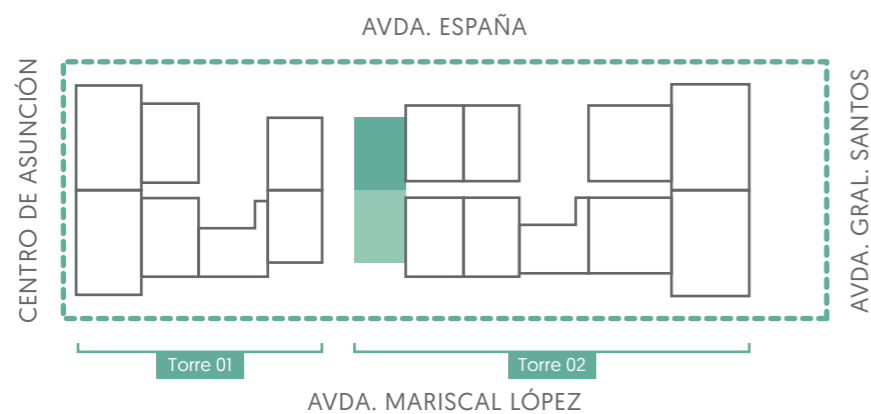 AVDA. ESPAÑA
CENTRO DE ASUNCIÓN
AVDA. GRAL. SANTOS
Torre 01
Torre 02
AVDA. MARISCAL LÓPEZ